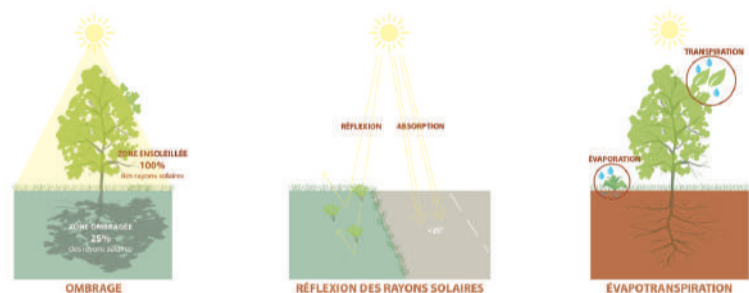 ZONE ENSOLEILLÉE
100%
des rayons solaires
ZONE OMBRAGÉE
25%
des rayons solaires
OMBRAGE
RÉFLEXION
ABSORPTION
RÉFLEXION DES RAYONS SOLAIRES
TRANSPIRATION
ÉVAPORATION
ÉVAPOTRANSPIRATION